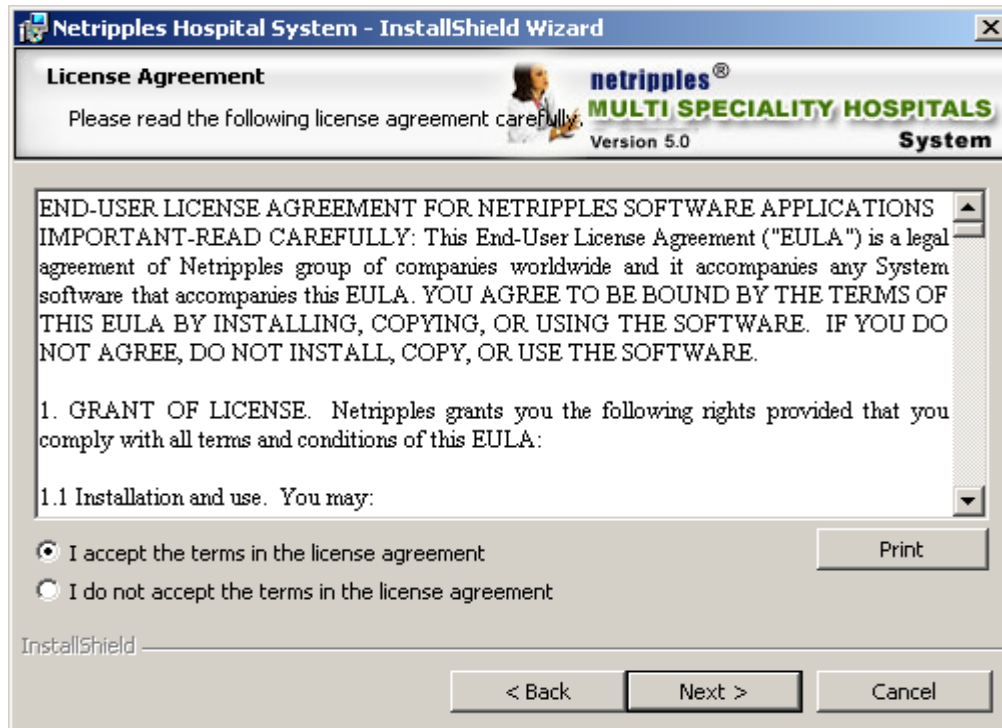 Netripples Hospital System - InstallShield Wizard
License Agreement
Please read the following license agreement carefully.
netripples®
MULTI SPECIALITY HOSPITALS
Version 5.0 System
END-USER LICENSE AGREEMENT FOR NETRIPPLES SOFTWARE APPLICATIONS
IMPORTANT-READ CAREFULLY: This End-User License Agreement ("EULA") is a legal
agreement of Netripples group of companies worldwide and it accompanies any System
software that accompanies this EULA. YOU AGREE TO BE BOUND BY THE TERMS OF
THIS EULA BY INSTALLING, COPYING, OR USING THE SOFTWARE. IF YOU DO
NOT AGREE, DO NOT INSTALL, COPY, OR USE THE SOFTWARE.
1. GRANT OF LICENSE. Netripples grants you the following rights provided that you
comply with all terms and conditions of this EULA:
1.1 Installation and use. You may:
I accept the terms in the license agreement
Print
I do not accept the terms in the license agreement
InstallShield
< Back
Next >
Cancel